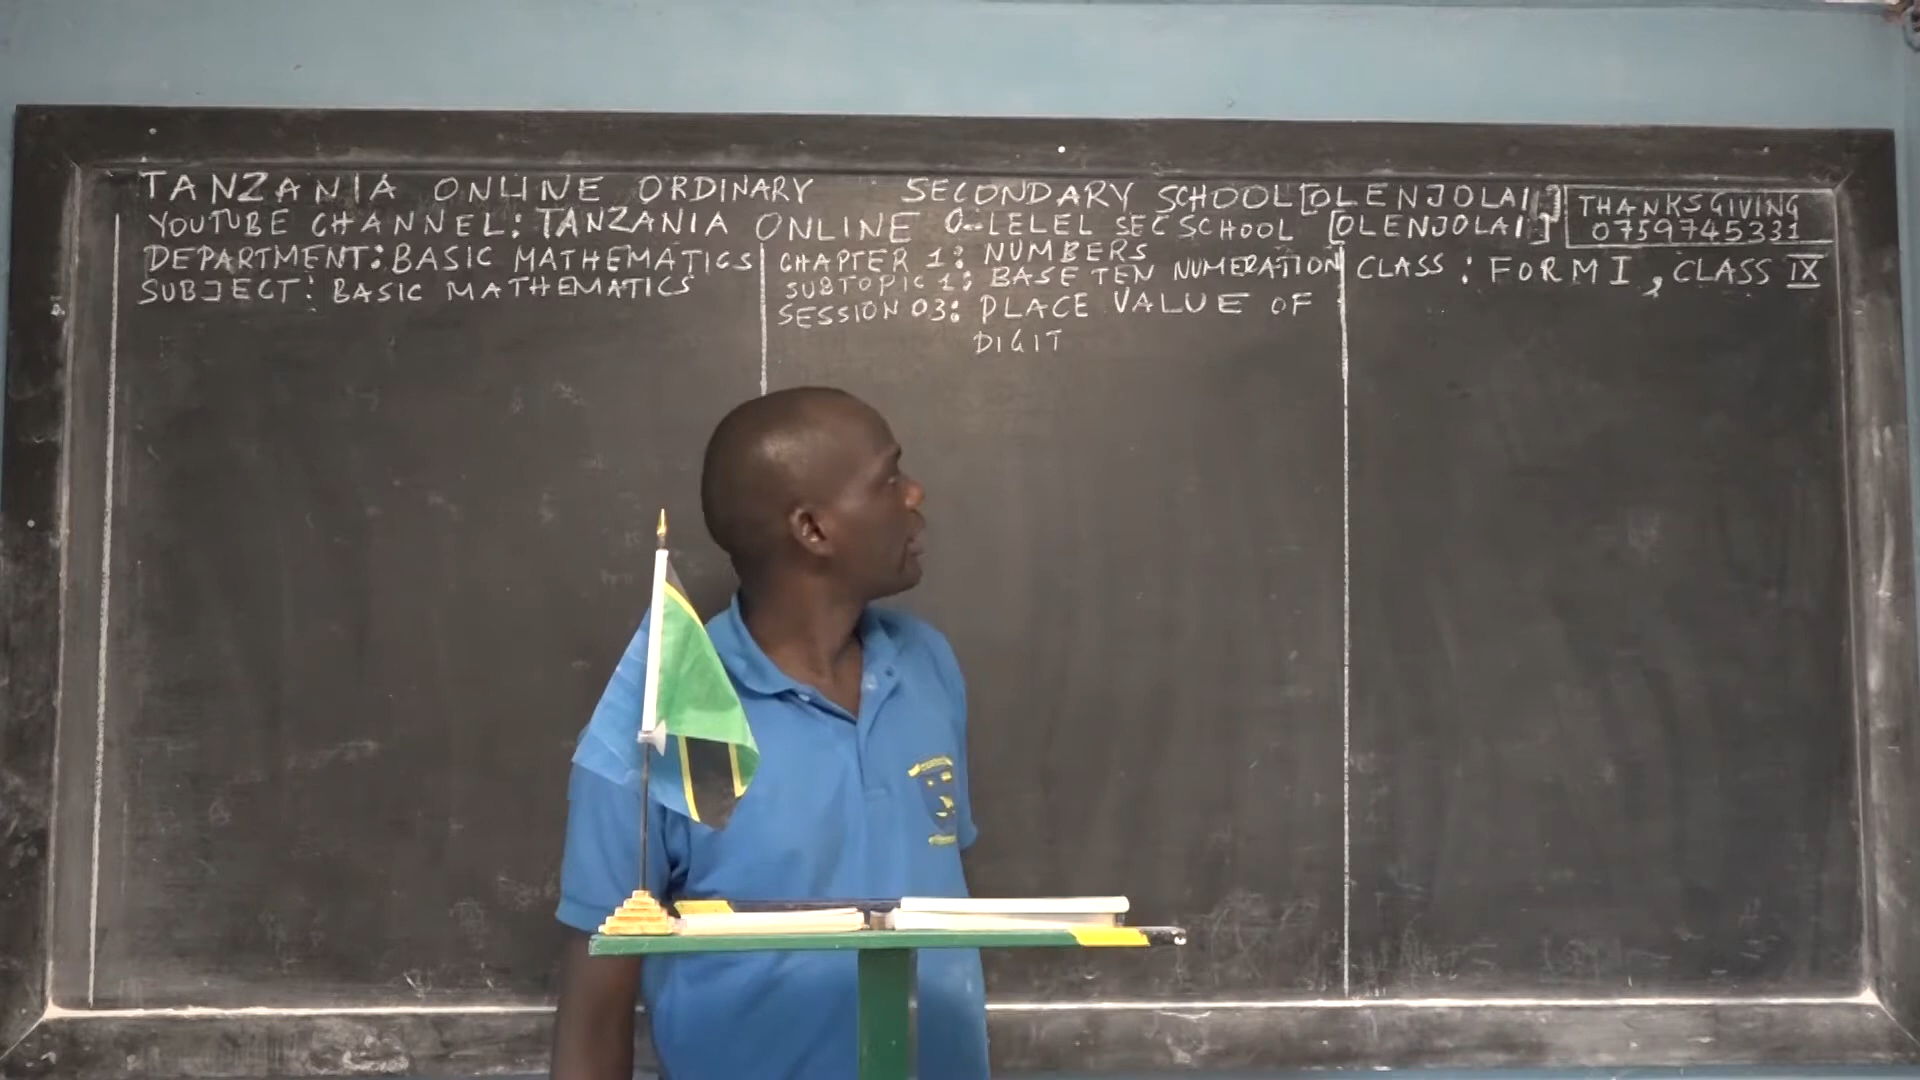 TANZANIA ONLINE ORDINARY SECONDARY SCHOOL [OLENJOLAI]
YOUTUBE CHANNEL: TANZANIA ONLINE O-LELEL SEC SCHOOL [OLENJOLAI]
THANKS GIVING
0759745331
DEPARTMENT: BASIC MATHEMATICS
SUBJECT: BASIC MATHEMATICS
CHAPTER 1: NUMBERS
SUBTOPIC 1: BASE TEN NUMERATION
SESSION 03: PLACE VALUE OF
DIGIT
CLASS : FORM I, CLASS IX